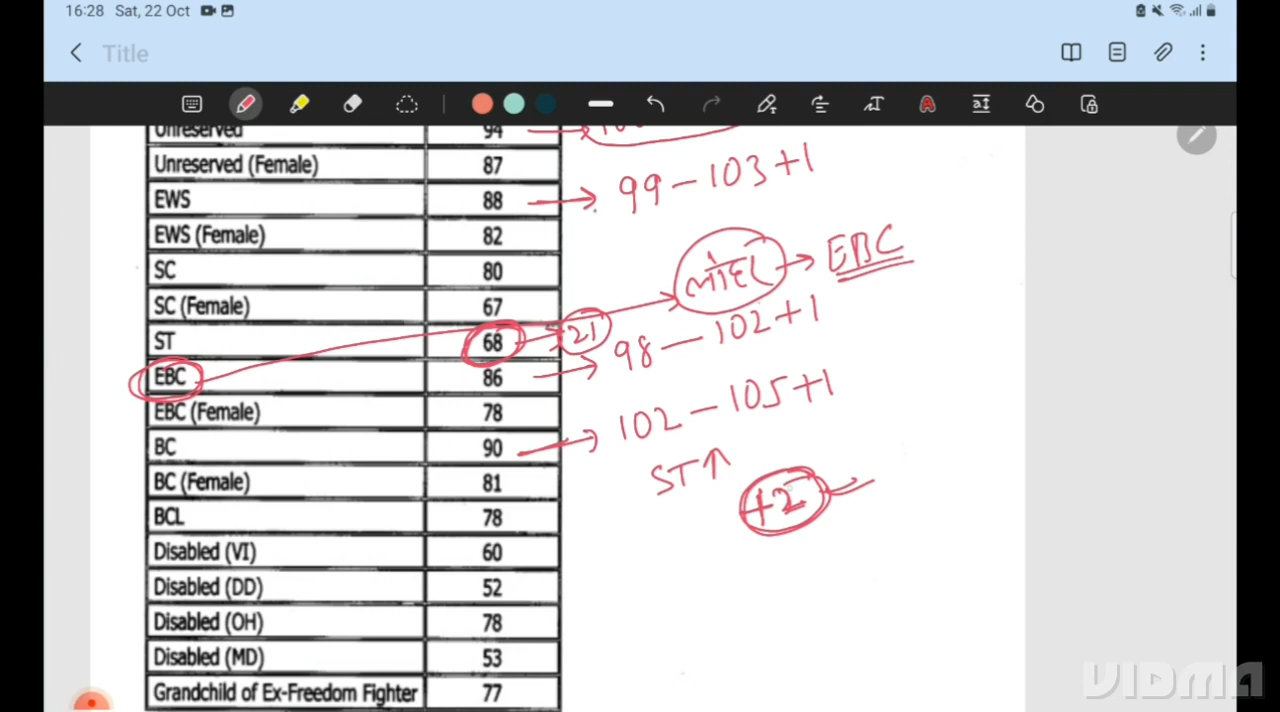 16:28 Sat, 22 Oct
Title
Unreserved 94
Unreserved (Female) 87
99-103+1
EWS 88
EWS (Female) 82
EBC
SC 80
SC (Female) 67
ST 68
21
98-102+1
EBC 86
EBC (Female) 78
102-105+1
BC 90
ST↑
BC (Female) 81
+2
BCL 78
Disabled (VI) 60
Disabled (DD) 52
Disabled (OH) 78
Disabled (MD) 53
Grandchild of Ex-Freedom Fighter 77
VIDMA